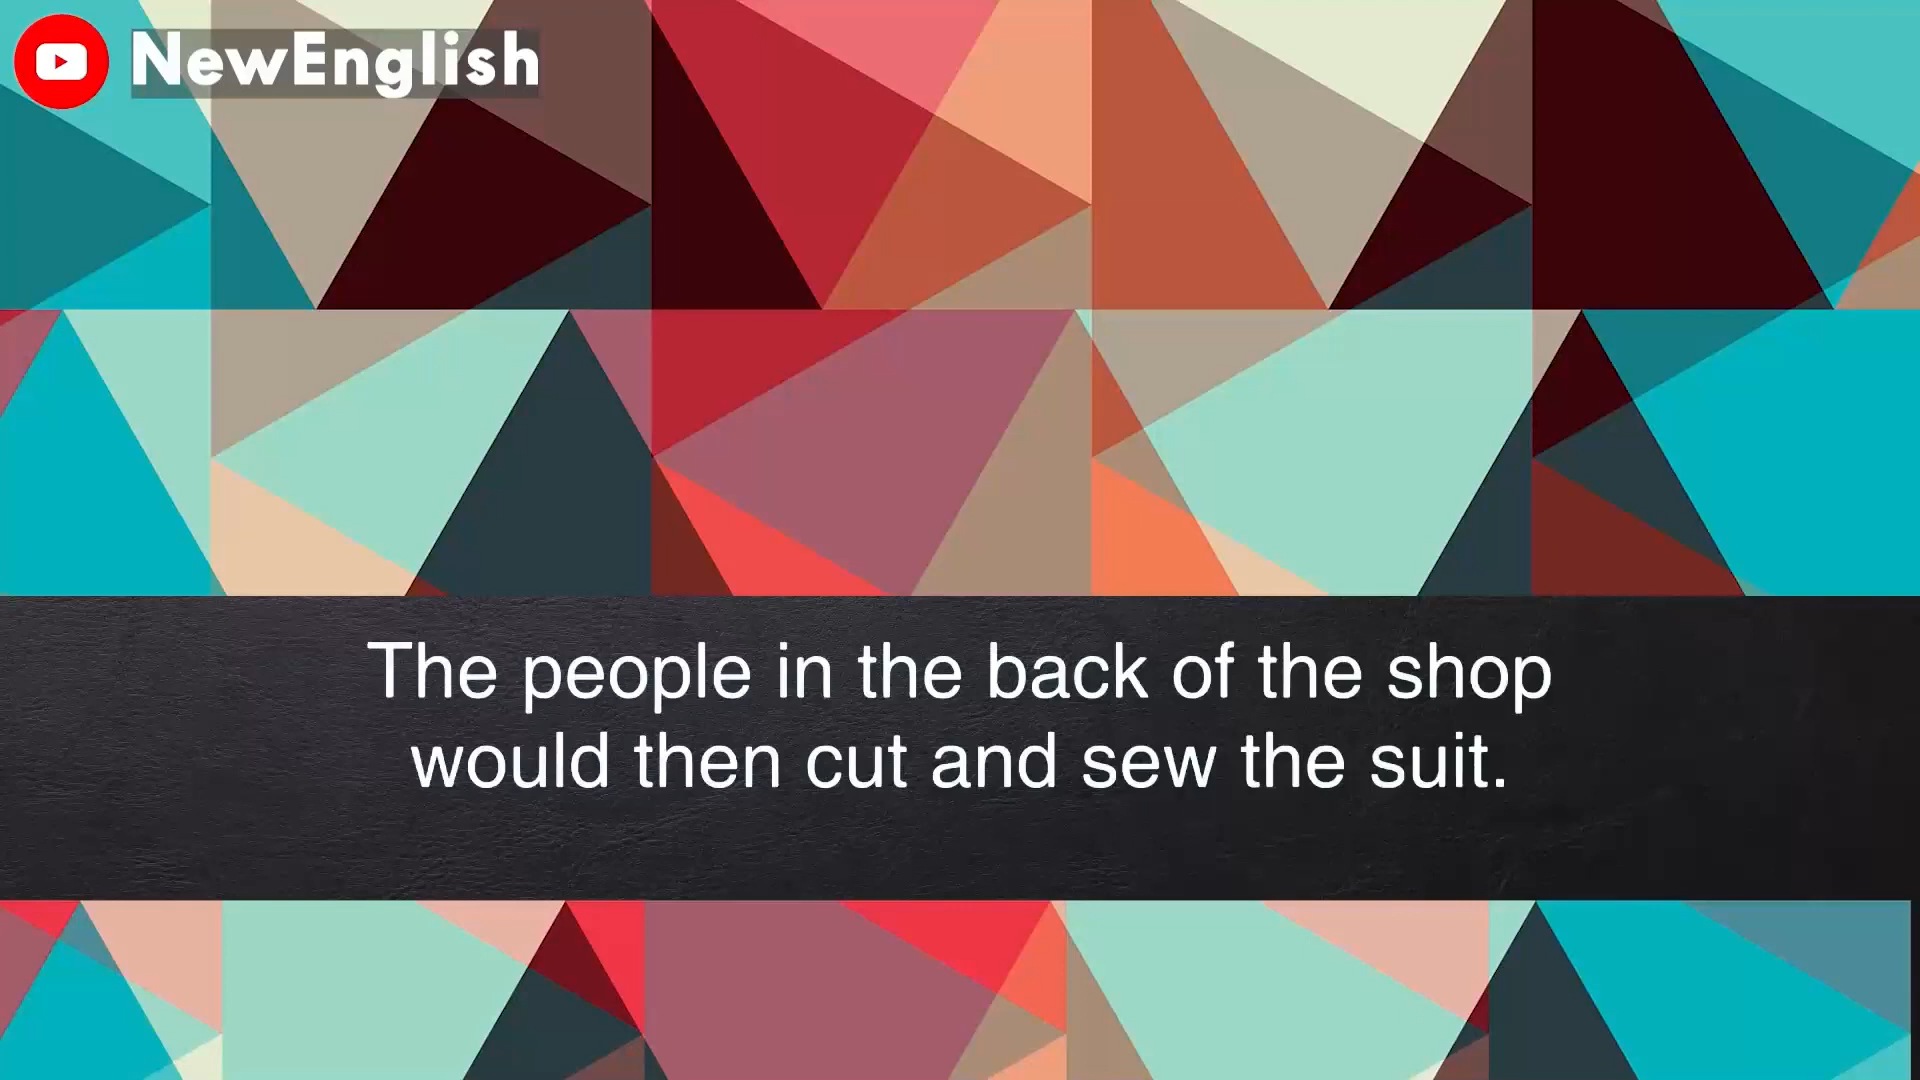 NewEnglish
The people in the back of the shop
would then cut and sew the suit.